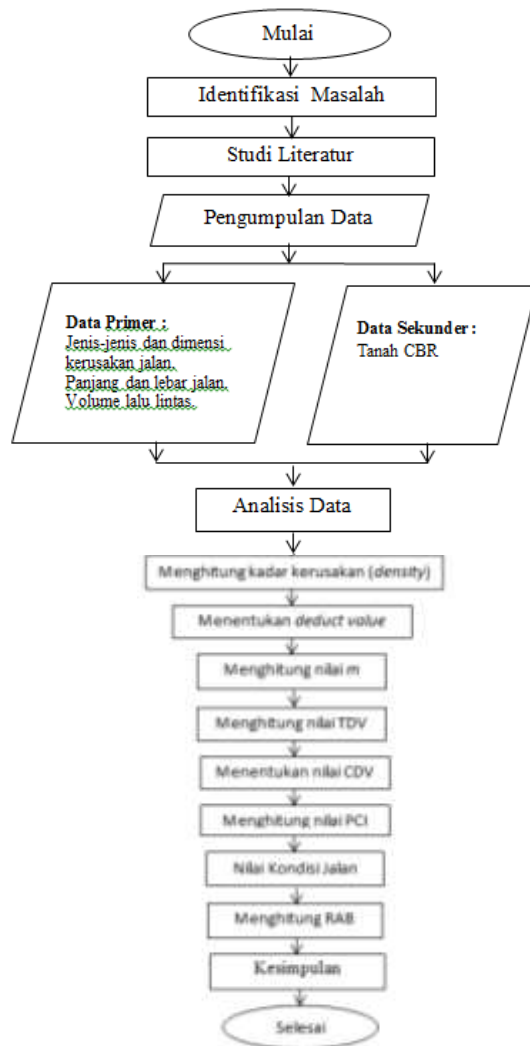 Mulai
Identifikasi Masalah
Studi Literatur
Pengumpulan Data
Data Primer :
Jenis-jenis dan dimensi
kerusakan jalan.
Panjang dan lebar jalan.
Volume lalu lintas.
Data Sekunder :
Tanah CBR
Analisis Data
Menghitung kadar kerusakan (density)
Menentukan deduct value
Menghitung nilai m
Menghitung nilai TDV
Menentukan nilai CDV
Menghitung nilai PCI
Nilai Kondisi Jalan
Menghitung RAB
Kesimpulan
Selesai